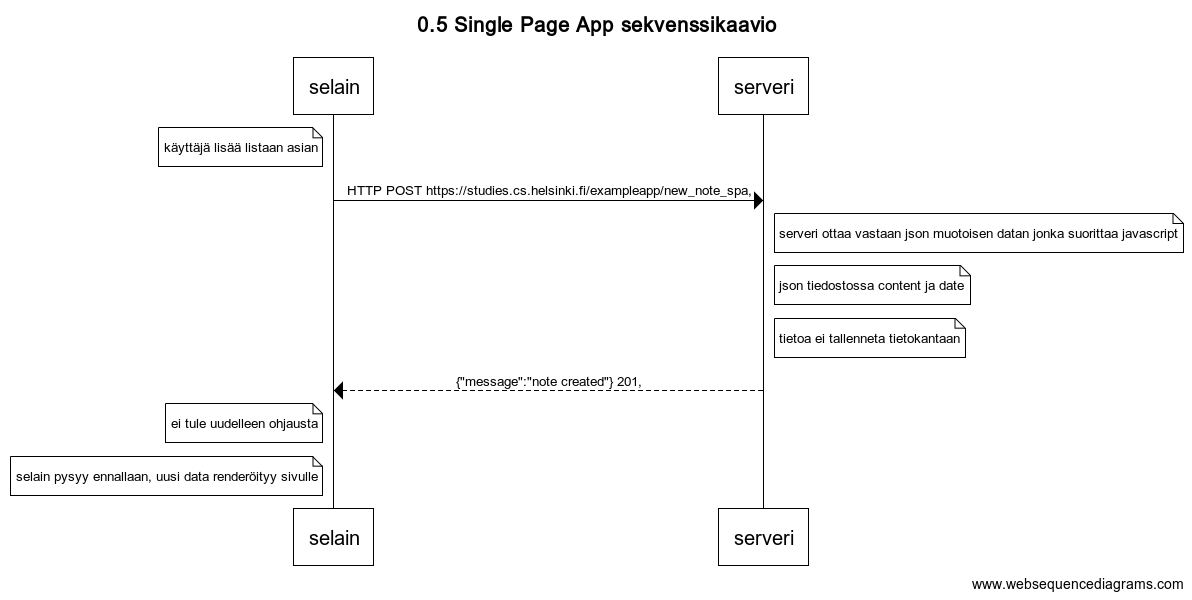 0.5 Single Page App sekvenssikaavio
selain
serveri
käyttäjä lisää listaan asian
HTTP POST https://studies.cs.helsinki.fi/exampleapp/new_note_spa,
serveri ottaa vastaan json muotoisen datan jonka suorittaa javascript
json tiedostossa content ja date
tietoa ei tallenneta tietokantaan
{"message":"note created"} 201,
ei tule uudelleen ohjausta
selain pysyy ennallaan, uusi data renderöityy sivulle
selain
serveri
www.websequencediagrams.com